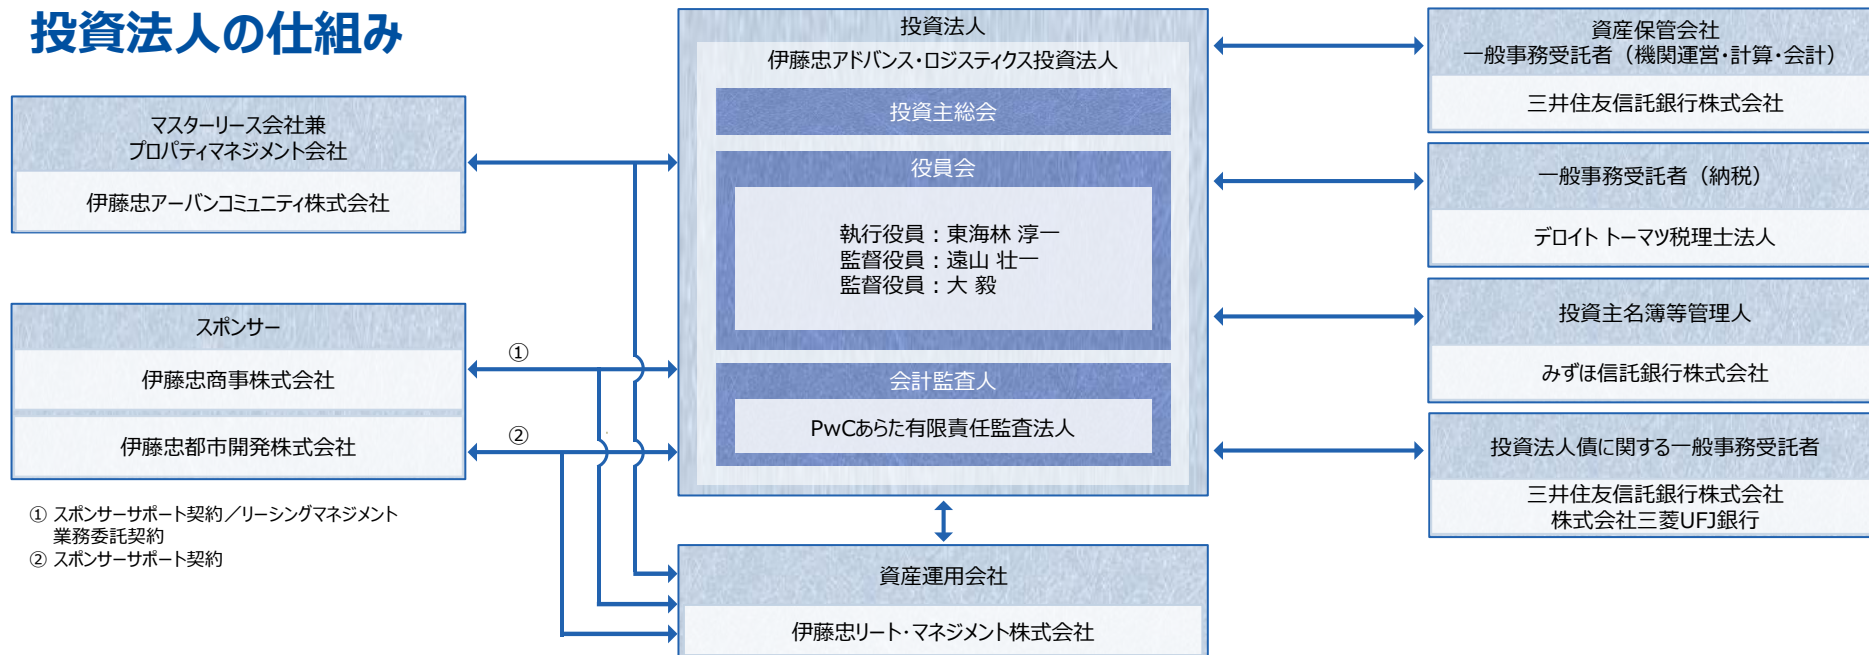 投資法人の仕組み
マスターリース会社兼
プロパティマネジメント会社
伊藤忠アーバンコミュニティ株式会社
スポンサー
伊藤忠商事株式会社
伊藤忠都市開発株式会社
①
②
① スポンサーサポート契約／リーシングマネジメント
業務委託契約
② スポンサーサポート契約
投資法人
伊藤忠アドバンス・ロジスティクス投資法人
投資主総会
役員会
執行役員：東海林 淳一
監督役員：遠山 壮一
監督役員：大 毅
会計監査人
PwCあらた有限責任監査法人
資産運用会社
伊藤忠リート・マネジメント株式会社
資産保管会社
一般事務受託者（機関運営・計算・会計）
三井住友信託銀行株式会社
一般事務受託者（納税）
デロイト トーマツ税理士法人
投資主名簿等管理人
みずほ信託銀行株式会社
投資法人債に関する一般事務受託者
三井住友信託銀行株式会社
株式会社三菱UFJ銀行